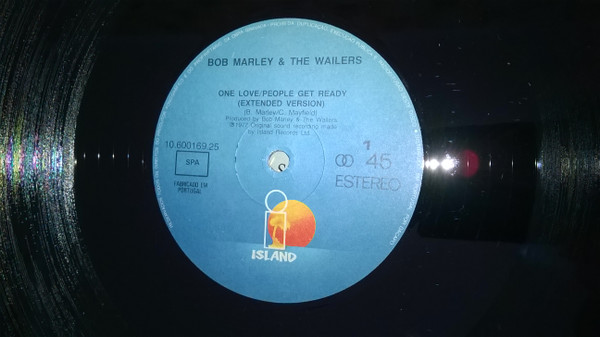 BOB MARLEY & THE WAILERS
ONE LOVE/PEOPLE GET READY
(EXTENDED VERSION)
(B. Marley/C. Mayfield)
Produced by Bob Marley & The Wailers
℗1977 Original sound recording made
by Island Records Ltd.
10.600169.25
1
SPA
45
ESTEREO
FABRICADO EM
PORTUGAL
i
ISLAND